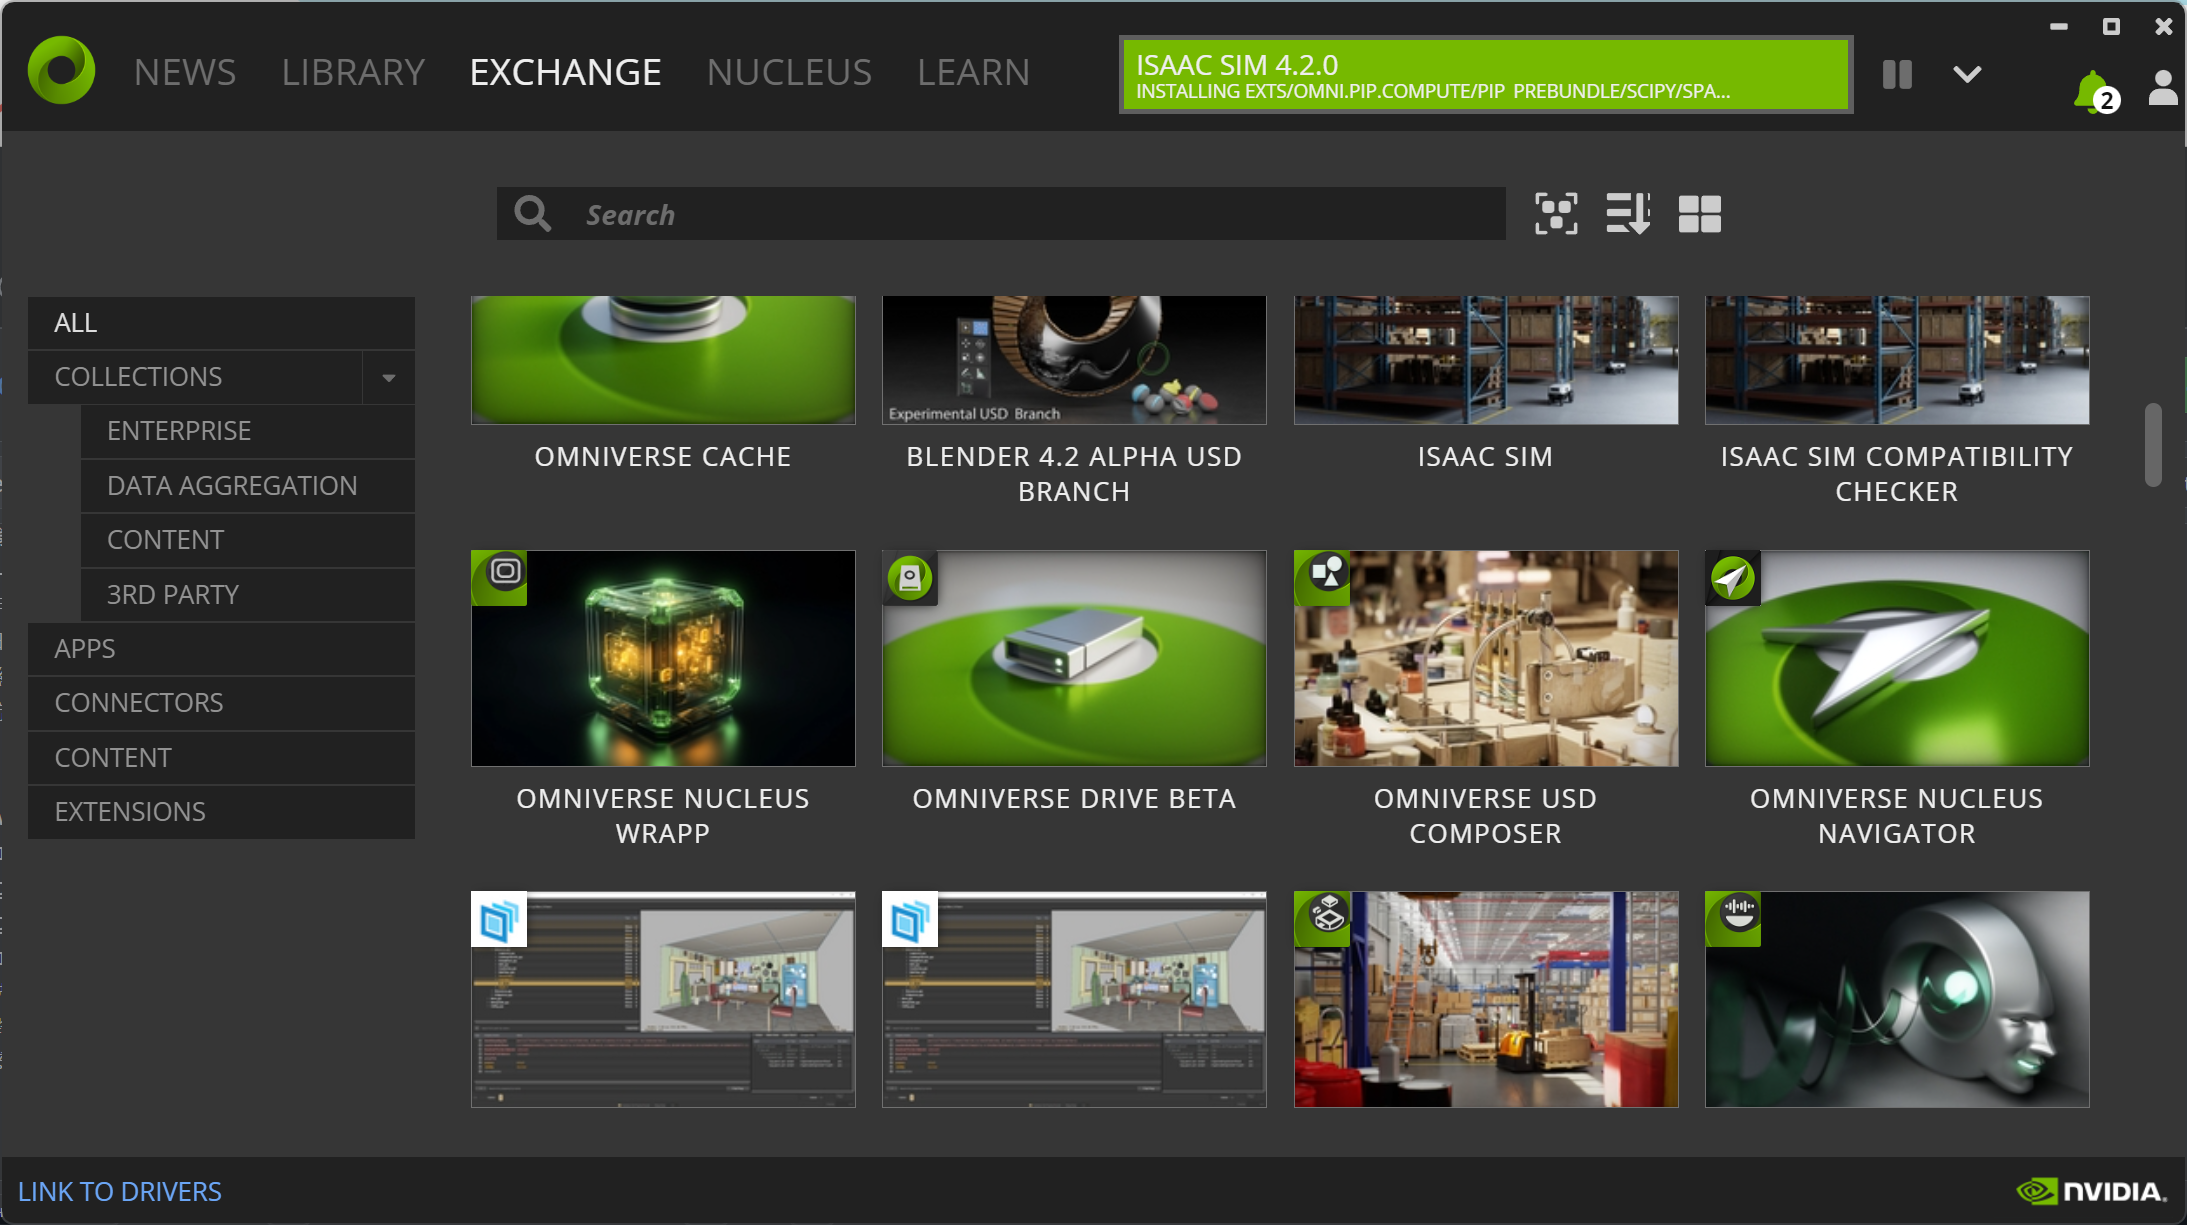 NEWS
LIBRARY
EXCHANGE
NUCLEUS
LEARN
ISAAC SIM 4.2.0
INSTALLING EXTS/OMNI.PIP.COMPUTE/PIP PREBUNDLE/SCIPY/SPA...
2
Search
ALL
COLLECTIONS
ENTERPRISE
DATA AGGREGATION
CONTENT
3RD PARTY
APPS
CONNECTORS
CONTENT
EXTENSIONS
Experimental USD Branch
OMNIVERSE CACHE
BLENDER 4.2 ALPHA USD
BRANCH
ISAAC SIM
ISAAC SIM COMPATIBILITY
CHECKER
OMNIVERSE NUCLEUS
WRAPP
OMNIVERSE DRIVE BETA
OMNIVERSE USD
COMPOSER
OMNIVERSE NUCLEUS
NAVIGATOR
LINK TO DRIVERS
NVIDIA.